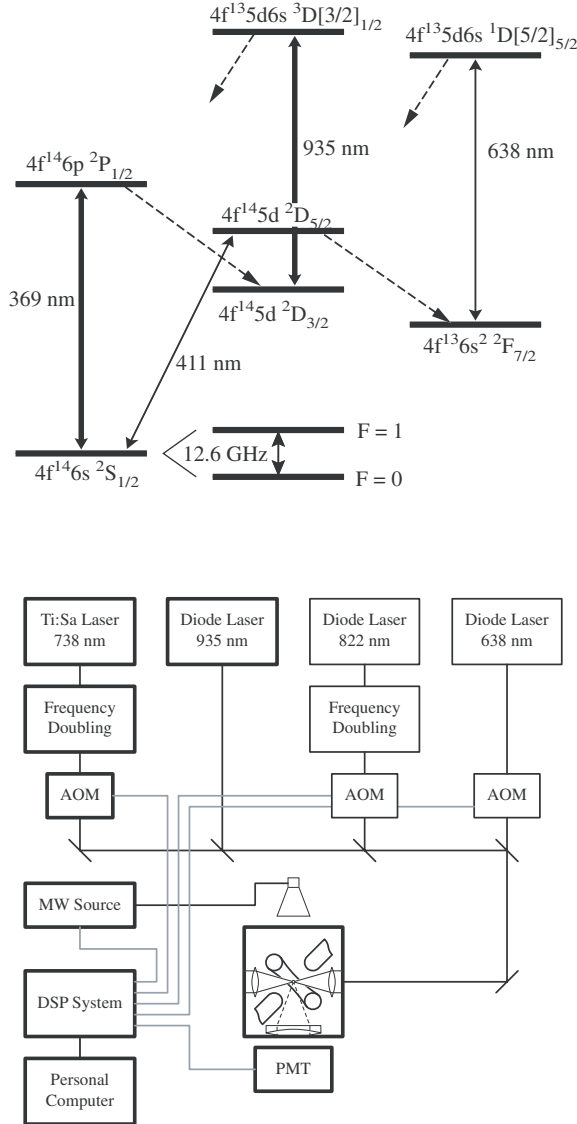 4f¹³5d6s ³D[3/2]₁/₂
4f¹³5d6s ¹D[5/2]₅/₂
935 nm
638 nm
4f¹⁴6p ²P₁/₂
4f¹⁴5d ²D₅/₂
369 nm
4f¹⁴5d ²D₃/₂
4f¹³6s² ²F₇/₂
411 nm
F = 1
12.6 GHz
4f¹⁴6s ²S₁/₂
F = 0
Ti:Sa Laser
738 nm
Diode Laser
935 nm
Diode Laser
822 nm
Diode Laser
638 nm
Frequency
Doubling
Frequency
Doubling
AOM
AOM
AOM
MW Source
DSP System
PMT
Personal
Computer